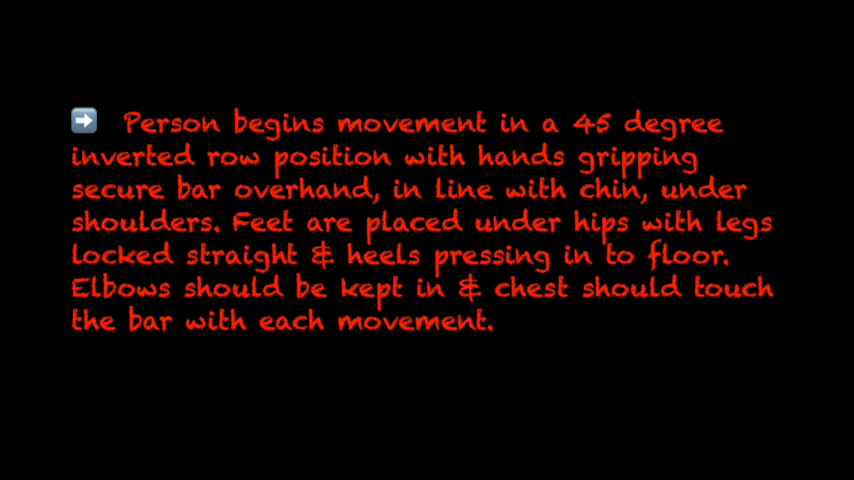 ➡️ Person begins movement in a 45 degree
inverted row position with hands gripping
secure bar overhand, in line with chin, under
shoulders. Feet are placed under hips with legs
locked straight & heels pressing in to floor.
Elbows should be kept in & chest should touch
the bar with each movement.